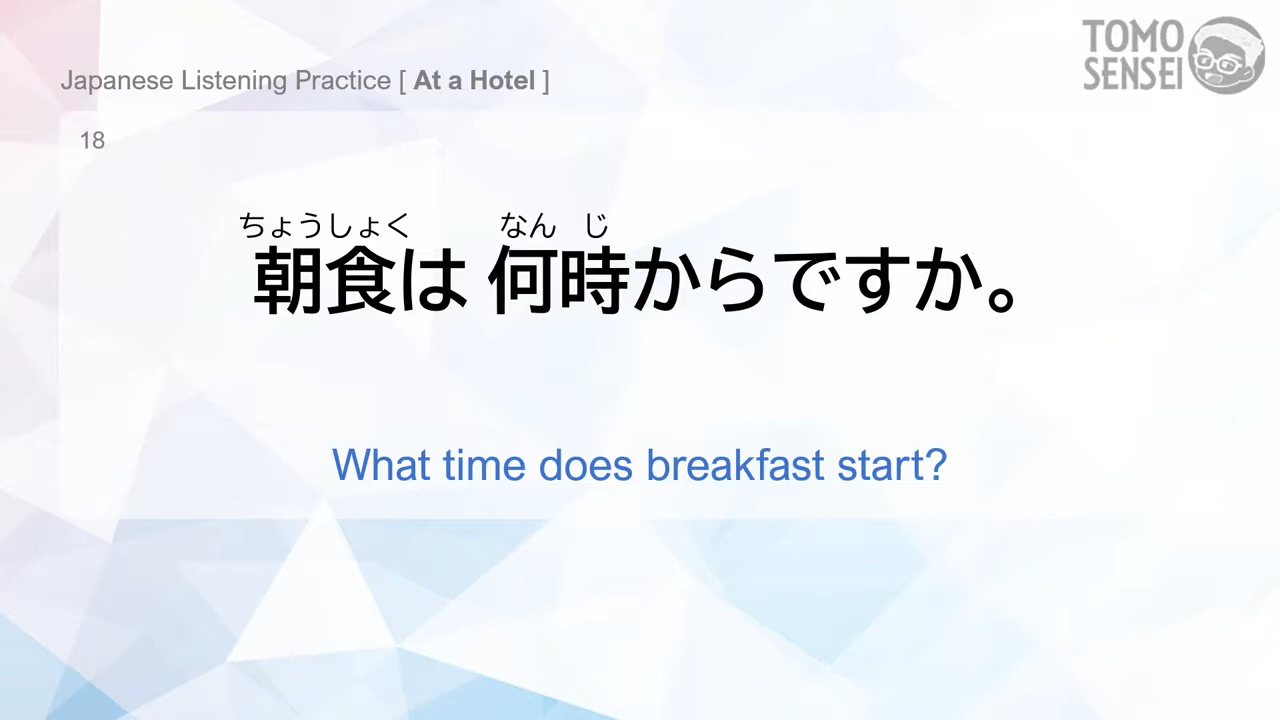 TOMO
SENSEI
Japanese Listening Practice [ At a Hotel ]
18
ちょうしょく なん じ
朝食は 何時からですか。
What time does breakfast start?